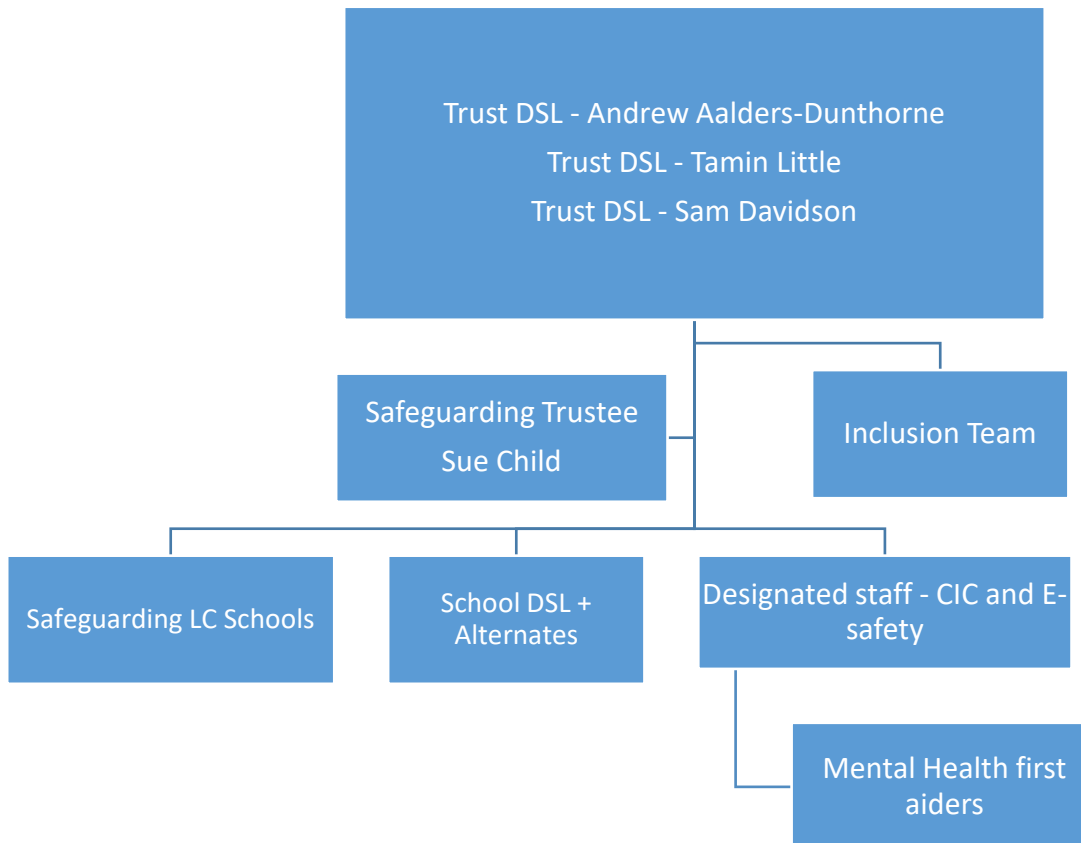 Trust DSL - Andrew Aalders-Dunthorne
Trust DSL - Tamin Little
Trust DSL - Sam Davidson
Safeguarding Trustee
Sue Child
Inclusion Team
Safeguarding LC Schools
School DSL +
Alternates
Designated staff - CIC and E-
safety
Mental Health first
aiders